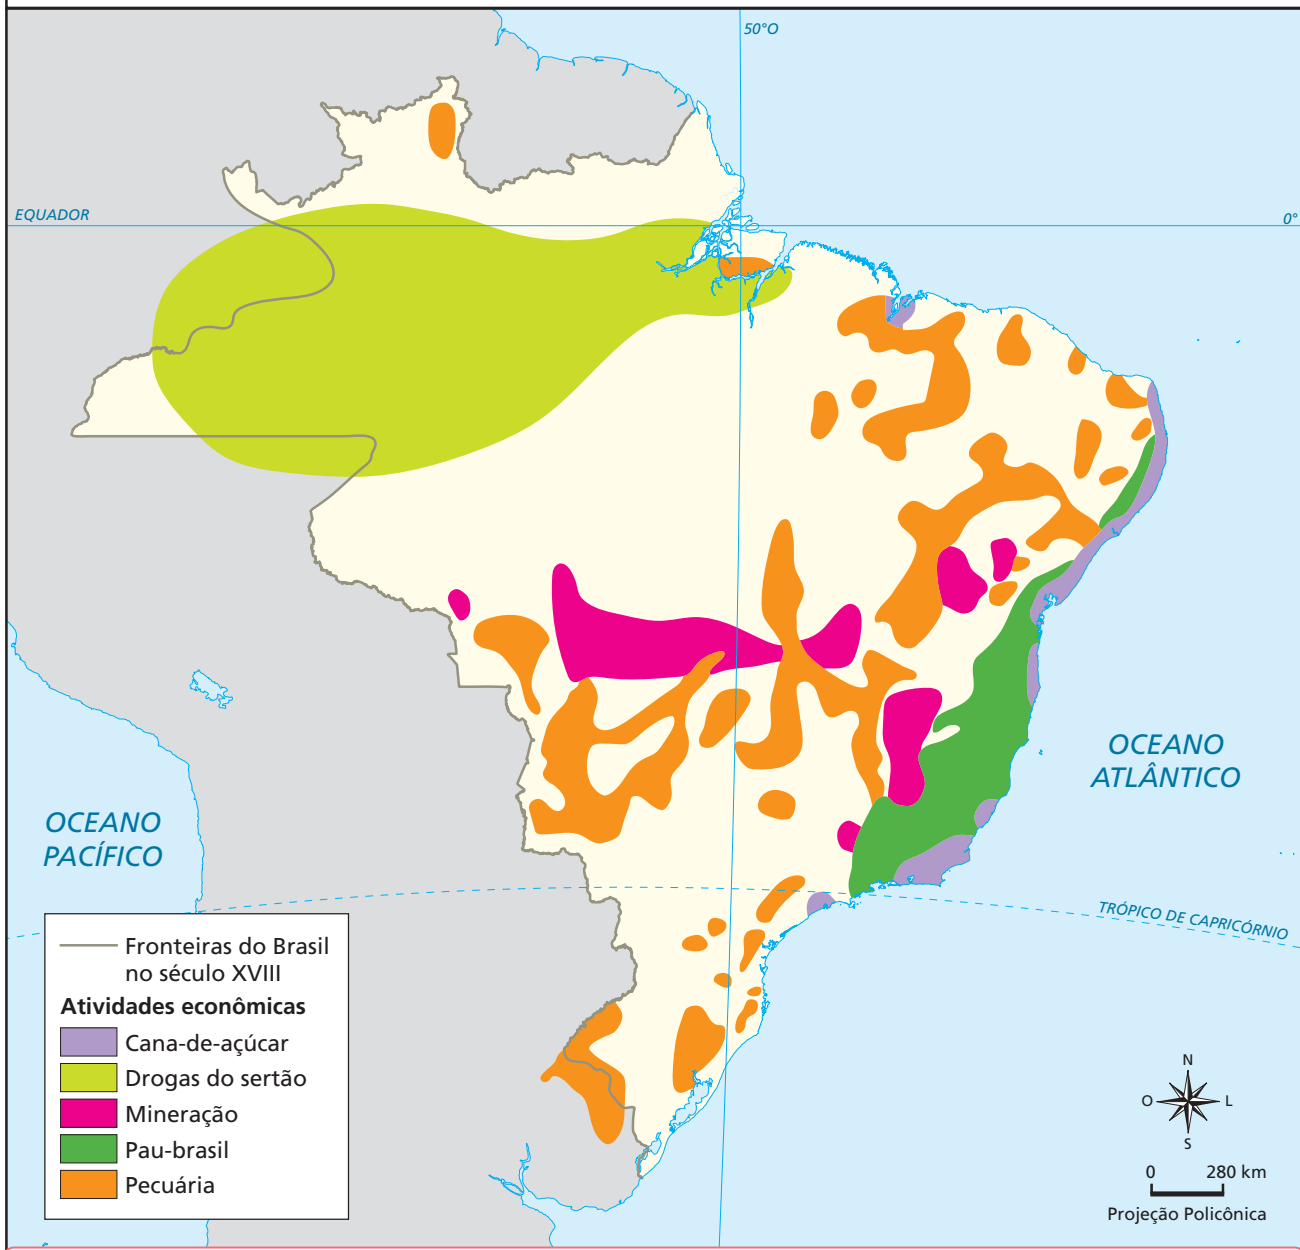 50°O
EQUADOR
0°
OCEANO
ATLÂNTICO
OCEANO
PACÍFICO
TRÓPICO DE CAPRICÓRNIO
Fronteiras do Brasil
no século XVIII
Atividades econômicas
Cana-de-açúcar
Drogas do sertão
Mineração
Pau-brasil
Pecuária
N
O L
S
0 280 km
Projeção Policônica